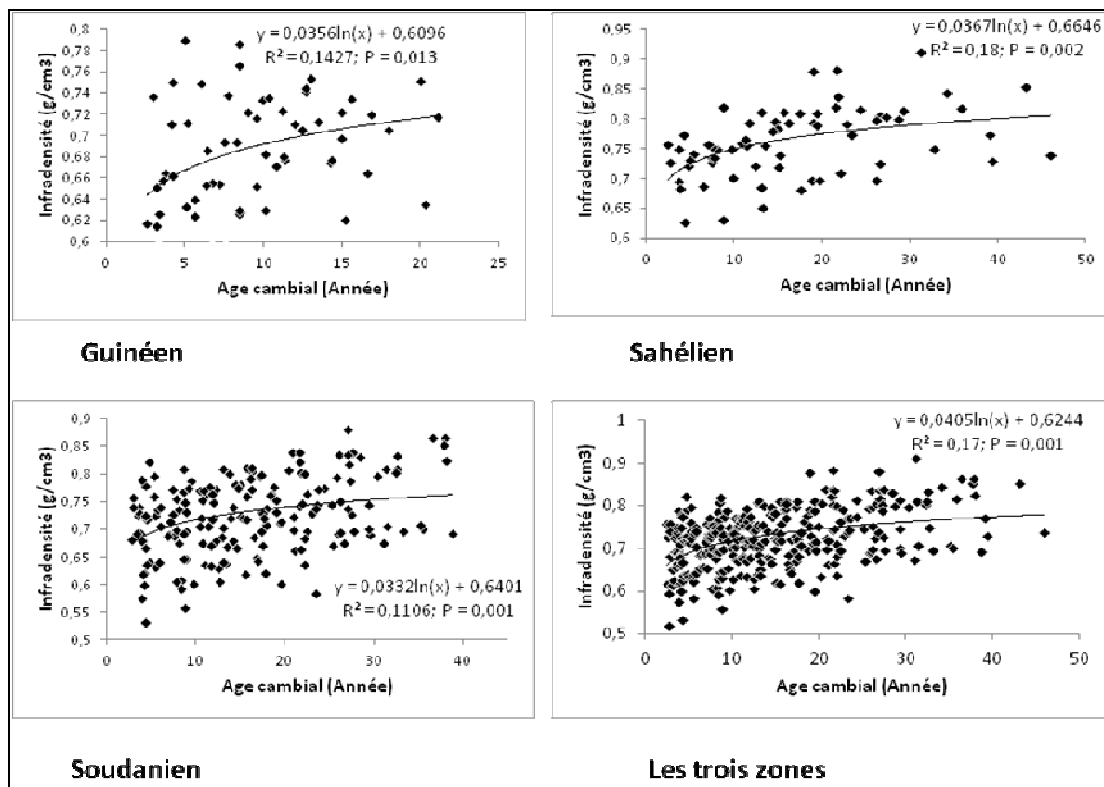 y = 0,0356ln(x) + 0,6096
R² = 0,1427; P = 0,013
Infradensité (g/cm3)
0,8
0,78
0,76
0,74
0,72
0,7
0,68
0,66
0,64
0,62
0,6
0 5 10 15 20 25
Age cambial (Année)
Guinéen
y = 0,0367ln(x) + 0,6646
R² = 0,18; P = 0,002
Infradensité (g/cm3)
0,95
0,9
0,85
0,8
0,75
0,7
0,65
0,6
0 10 20 30 40 50
Age cambial (Année)
Sahélien
Infradensité (g/cm3)
0,9
0,85
0,8
0,75
0,7
0,65
0,6
0,55
0,5
y = 0,0332ln(x) + 0,6401
R² = 0,1106; P = 0,001
0 10 20 30 40
Age cambial (Année)
Soudanien
y = 0,0405ln(x) + 0,6244
R² = 0,17; P = 0,001
Infradensité (g/cm3)
1
0,9
0,8
0,7
0,6
0,5
0 10 20 30 40 50
Age cambial (Année)
Les trois zones